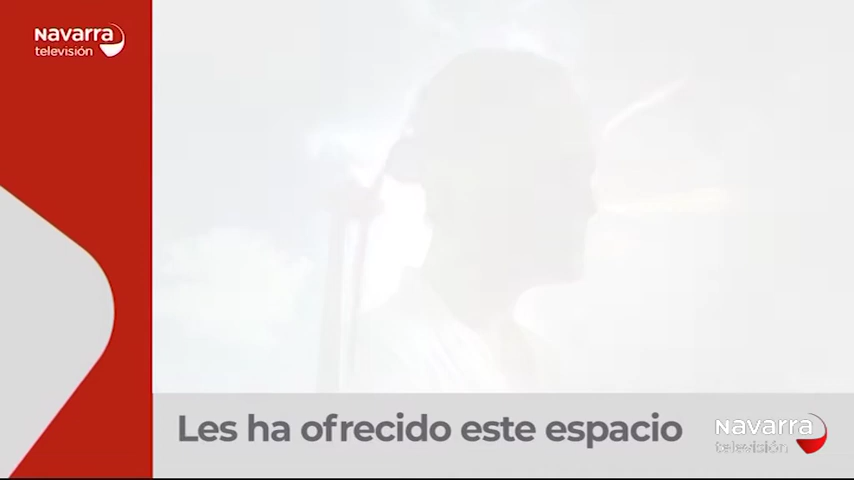 Navarra
televisión
Les ha ofrecido este espacio
Navarra
televisión